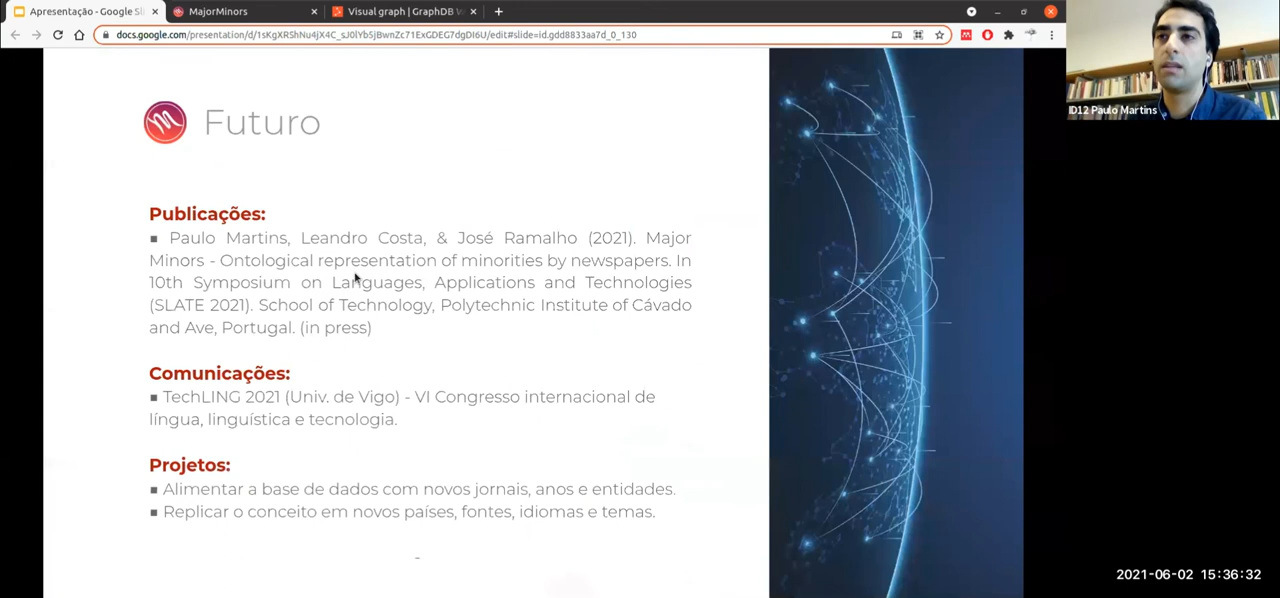 Apresentação - Google Sl
MajorMinors
Visual graph | GraphDB W
docs.google.com/presentation/d/1sKgXRShNu4jX4C_sJ0lYb5jBwnZc71ExGDEG7dgDI6U/edit#slide=id.gdd8833aa7d_0_130
ID12 Paulo Martins
Futuro
Publicações:
▪ Paulo Martins, Leandro Costa, & José Ramalho (2021). Major
Minors - Ontological representation of minorities by newspapers. In
10th Symposium on Languages, Applications and Technologies
(SLATE 2021). School of Technology, Polytechnic Institute of Cávado
and Ave, Portugal. (in press)
Comunicações:
▪ TechLING 2021 (Univ. de Vigo) - VI Congresso internacional de
língua, linguística e tecnologia.
Projetos:
▪ Alimentar a base de dados com novos jornais, anos e entidades.
▪ Replicar o conceito em novos países, fontes, idiomas e temas.
2021-06-02 15:36:32